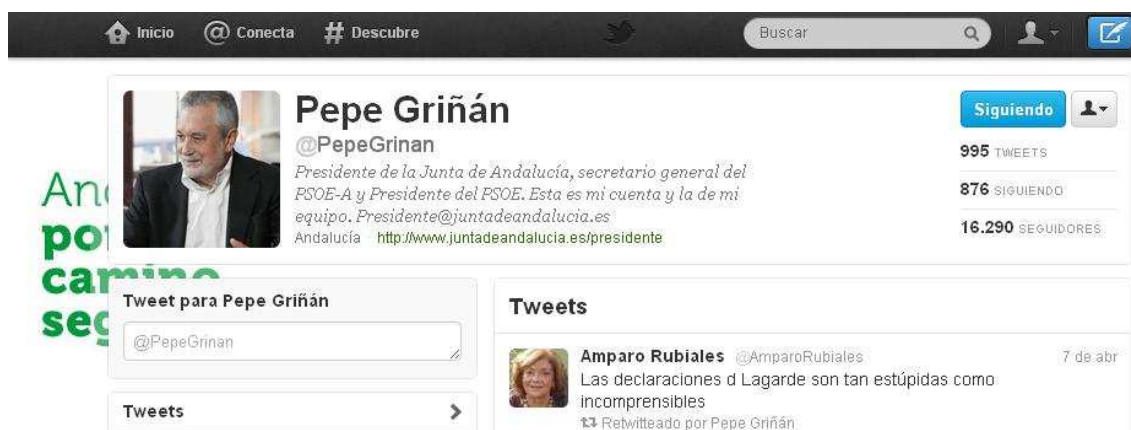 Inicio
@ Conecta
# Descubre
Buscar
Pepe Griñán
@PepeGrinan
Presidente de la Junta de Andalucía, secretario general del
PSOE-A y Presidente del PSOE. Esta es mi cuenta y la de mi
equipo. Presidente@juntadeandalucia.es
Andalucía http://www.juntadeandalucia.es/presidente
Siguiendo
995 TWEETS
876 SIGUIENDO
16.290 SEGUIDORES
camino
Tweet para Pepe Griñán
@PepeGrinan
Tweets
Tweets
Amparo Rubiales @AmparoRubiales 7 de abr
Las declaraciones d Lagarde son tan estúpidas como
incomprensibles
Retwitteado por Pepe Griñán